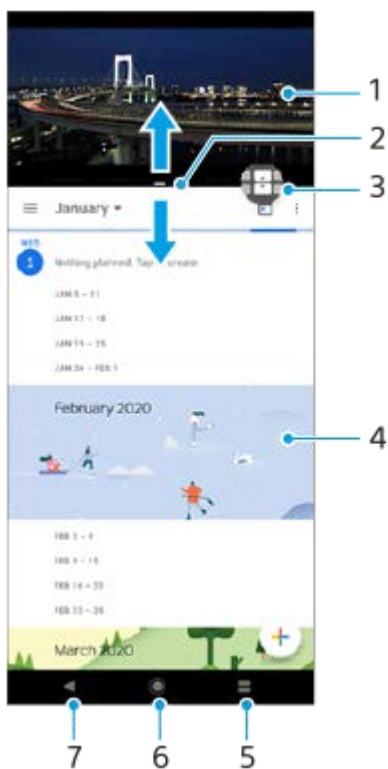 1
2
3
January
WED
1
Nothing planned. Tap to create.
JAN 5 – 11
JAN 12 – 18
JAN 19 – 25
JAN 26 – FEB 1
February 2020
4
FEB 2 – 8
FEB 9 – 15
FEB 16 – 22
FEB 23 – 29
March 2020
7
6
5